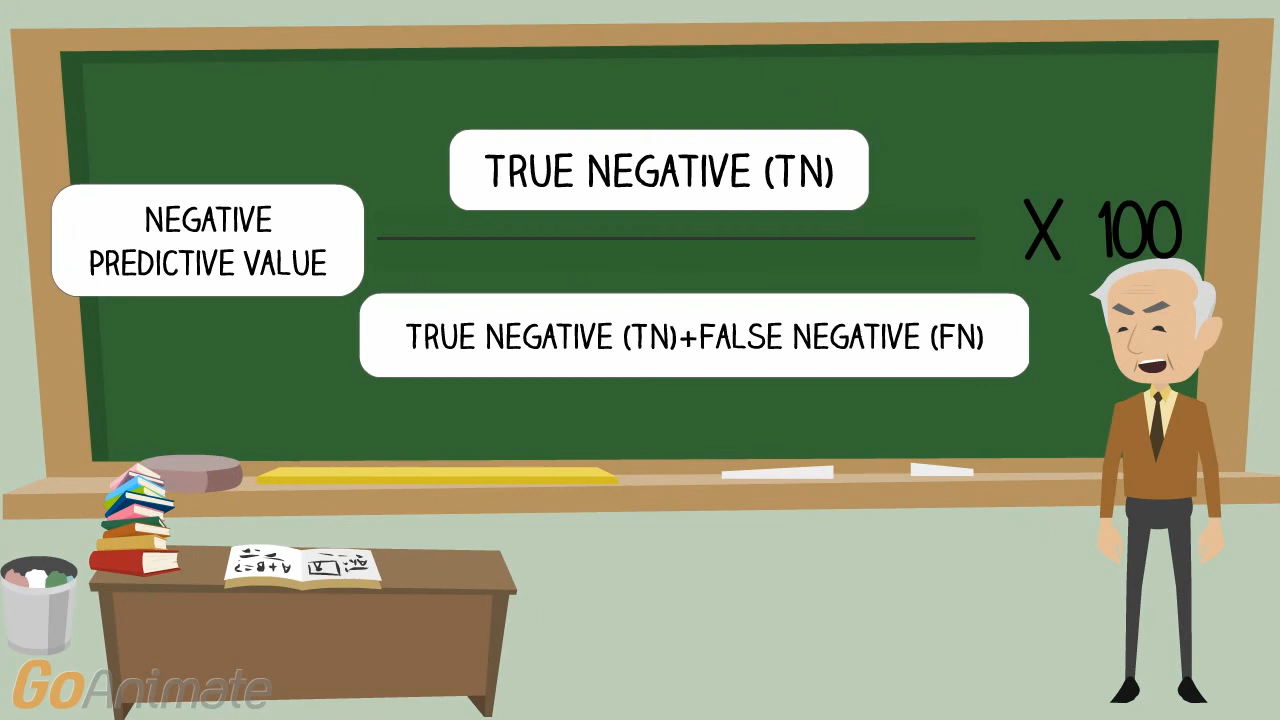 TRUE NEGATIVE (TN)
NEGATIVE
PREDICTIVE VALUE
X 100
TRUE NEGATIVE (TN)+FALSE NEGATIVE (FN)
A+B=?
GoAnimate